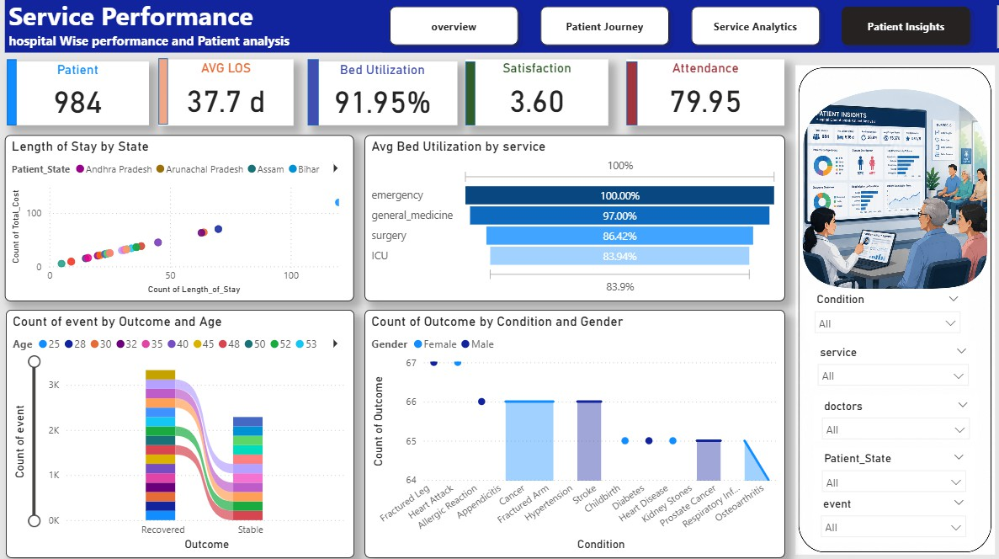 Service Performance
hospital Wise performance and Patient analysis
overview
Patient Journey
Service Analytics
Patient Insights
Patient
984
AVG LOS
37.7 d
Bed Utilization
91.95%
Satisfaction
3.60
Attendance
79.95
Length of Stay by State
Patient_State Andhra Pradesh Arunachal Pradesh Assam Bihar
Count of Total_Cost
100
0
0 50 100
Count of Length_of_Stay
Avg Bed Utilization by service
100%
emergency 100.00%
general_medicine 97.00%
surgery 86.42%
ICU 83.94%
83.9%
Count of event by Outcome and Age
Age 25 28 30 32 35 40 45 48 50 52 53
Count of event
3K
2K
1K
0K
Recovered Stable
Outcome
Count of Outcome by Condition and Gender
Gender Female Male
Count of Outcome
67
66
65
64
Fractured Leg
Heart Attack
Allergic Reaction
Appendicitis
Cancer
Fractured Arm
Hypertension
Stroke
Childbirth
Diabetes
Heart Disease
Kidney Stones
Prostate Cancer
Respiratory Inf...
Osteoarthritis
Condition
PATIENT INSIGHTS
984
Condition
All
service
All
doctors
All
Patient_State
All
event
All